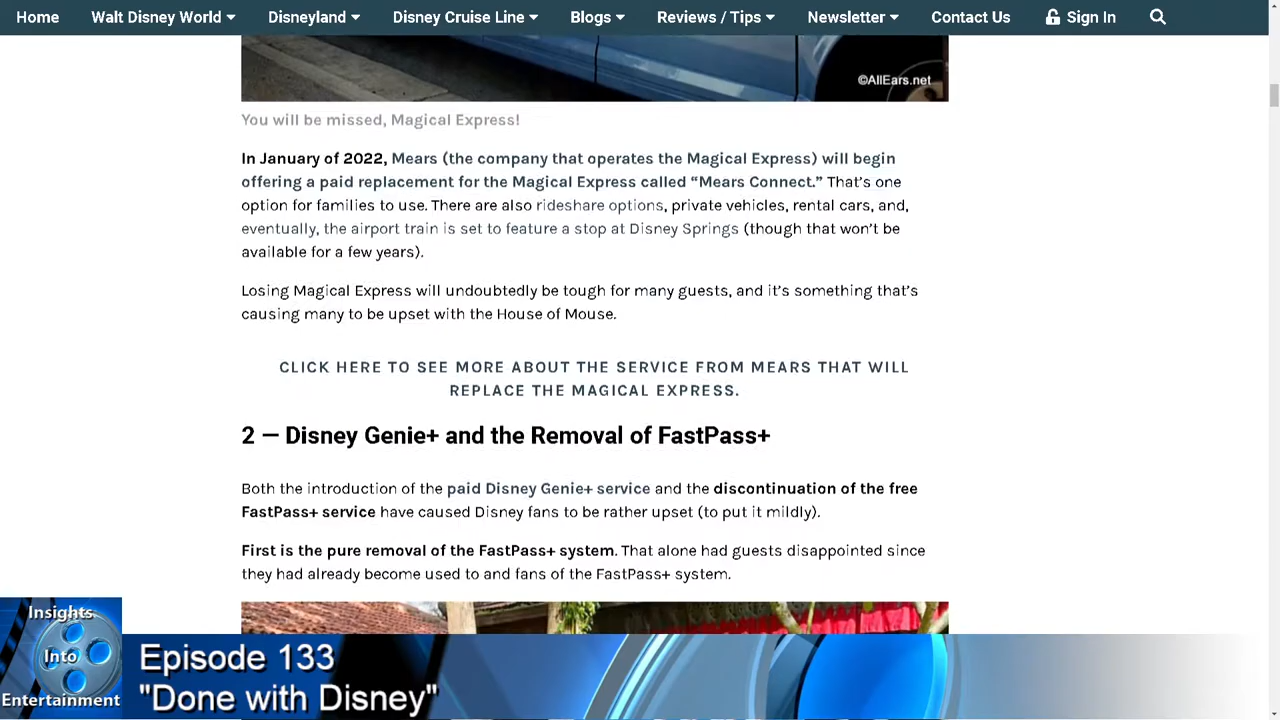 Home Walt Disney World Disneyland Disney Cruise Line Blogs Reviews / Tips Newsletter Contact Us Sign In
©AllEars.net
You will be missed, Magical Express!
In January of 2022, Mears (the company that operates the Magical Express) will begin
offering a paid replacement for the Magical Express called “Mears Connect.” That’s one
option for families to use. There are also rideshare options, private vehicles, rental cars, and,
eventually, the airport train is set to feature a stop at Disney Springs (though that won’t be
available for a few years).
Losing Magical Express will undoubtedly be tough for many guests, and it’s something that’s
causing many to be upset with the House of Mouse.
CLICK HERE TO SEE MORE ABOUT THE SERVICE FROM MEARS THAT WILL
REPLACE THE MAGICAL EXPRESS.
2 — Disney Genie+ and the Removal of FastPass+
Both the introduction of the paid Disney Genie+ service and the discontinuation of the free
FastPass+ service have caused Disney fans to be rather upset (to put it mildly).
First is the pure removal of the FastPass+ system. That alone had guests disappointed since
they had already become used to and fans of the FastPass+ system.
Insights
Into
Entertainment
Episode 133
"Done with Disney"